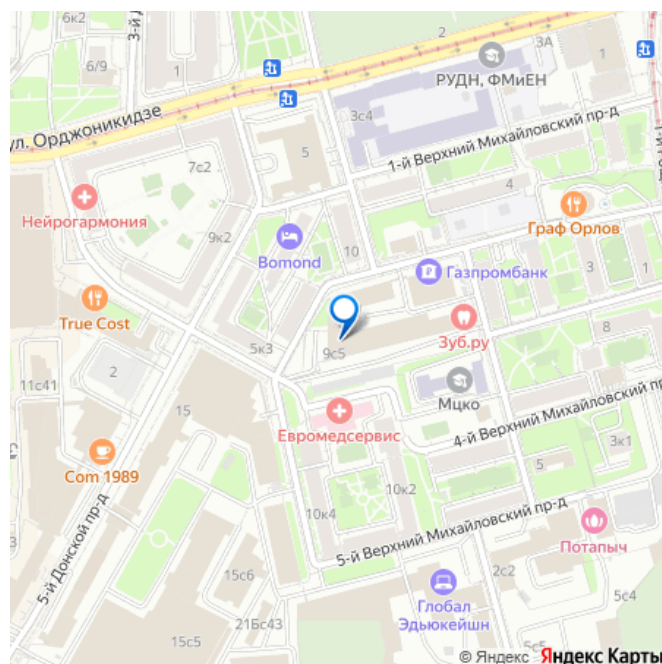 6к2
3-й Д
2
3А
1
6/9
1
РУДН, ФМиЕН
ул. Орджоникидзе
3с4
5
1-й Верхний Михайловский пр-д
7с2
4
Нейрогармония
Граф Орлов
9к2
Bomond
10
Газпромбанк
3
1
True Cost
Зуб.ру
5к3
9с5
8
2
11с41
Мцко
15
Евромедсервис
4-й Верхний Михайловский пр
3к1
Com 1989
10к2
5
10к4
5-й Верхний Михайловский пр-д
Потапыч
5-й Донской пр-д
15с6
2с2
Глобал
Эдьюкейшн
5с4
21Бс43
15с5
5с5
© Яндекс Яндекс Карты